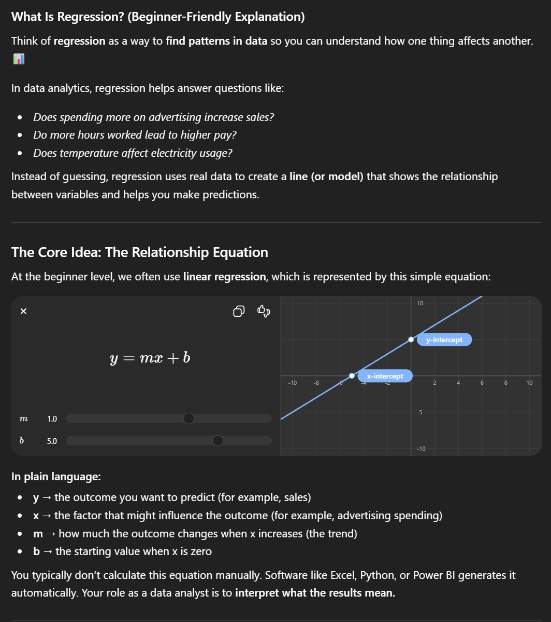 What Is Regression? (Beginner-Friendly Explanation)
Think of regression as a way to find patterns in data so you can understand how one thing affects another.
📊
In data analytics, regression helps answer questions like:
• Does spending more on advertising increase sales?
• Do more hours worked lead to higher pay?
• Does temperature affect electricity usage?
Instead of guessing, regression uses real data to create a line (or model) that shows the relationship
between variables and helps you make predictions.
The Core Idea: The Relationship Equation
At the beginner level, we often use linear regression, which is represented by this simple equation:
y = mx + b
m 1.0
b 5.0
10
y-intercept
x-intercept
-10 -8 2 4 6 8 10
-5
-10
In plain language:
• y → the outcome you want to predict (for example, sales)
• x → the factor that might influence the outcome (for example, advertising spending)
• m → how much the outcome changes when x increases (the trend)
• b → the starting value when x is zero
You typically don't calculate this equation manually. Software like Excel, Python, or Power BI generates it
automatically. Your role as a data analyst is to interpret what the results mean.